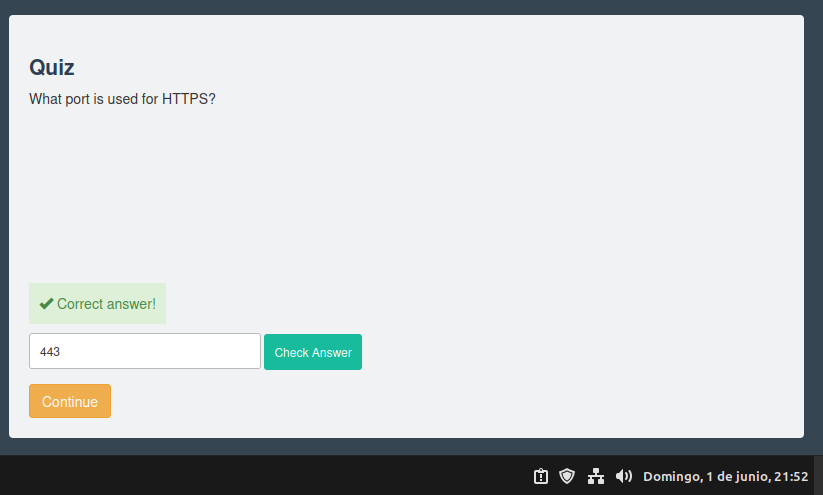 Quiz
What port is used for HTTPS?
Correct answer!
443
Check Answer
Continue
Domingo, 1 de junio, 21:52